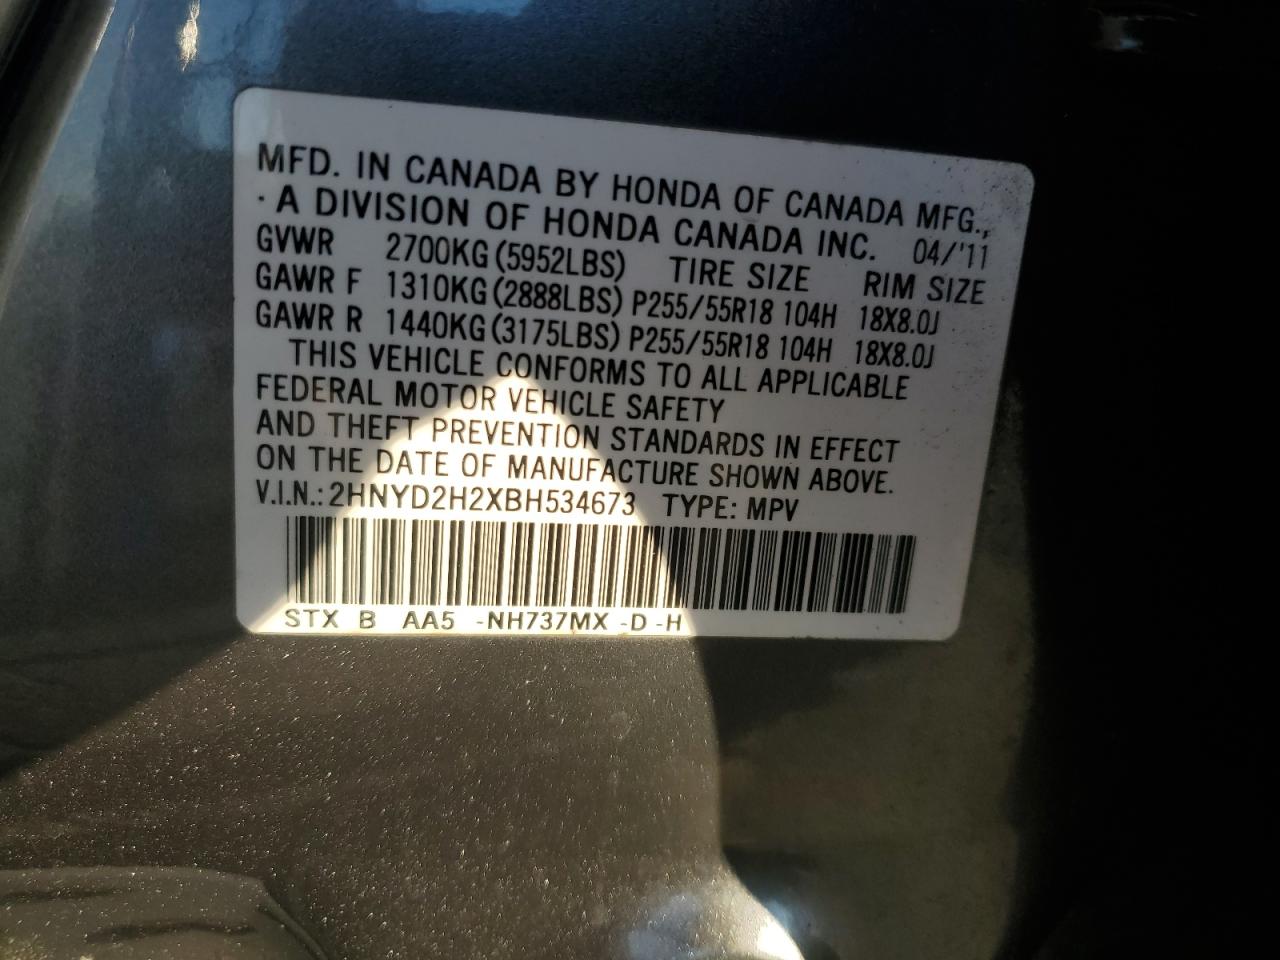 MFD. IN CANADA BY HONDA OF CANADA MFG.,
· A DIVISION OF HONDA CANADA INC. 04/'11
GVWR 2700KG (5952LBS) TIRE SIZE RIM SIZE
GAWR F 1310KG (2888LBS) P255/55R18 104H 18X8.0J
GAWR R 1440KG (3175LBS) P255/55R18 104H 18X8.0J
THIS VEHICLE CONFORMS TO ALL APPLICABLE
FEDERAL MOTOR VEHICLE SAFETY
AND THEFT PREVENTION STANDARDS IN EFFECT
ON THE DATE OF MANUFACTURE SHOWN ABOVE.
V.I.N.: 2HNYD2H2XBH534673 TYPE: MPV
STX B AA5 -NH737MX -D -H